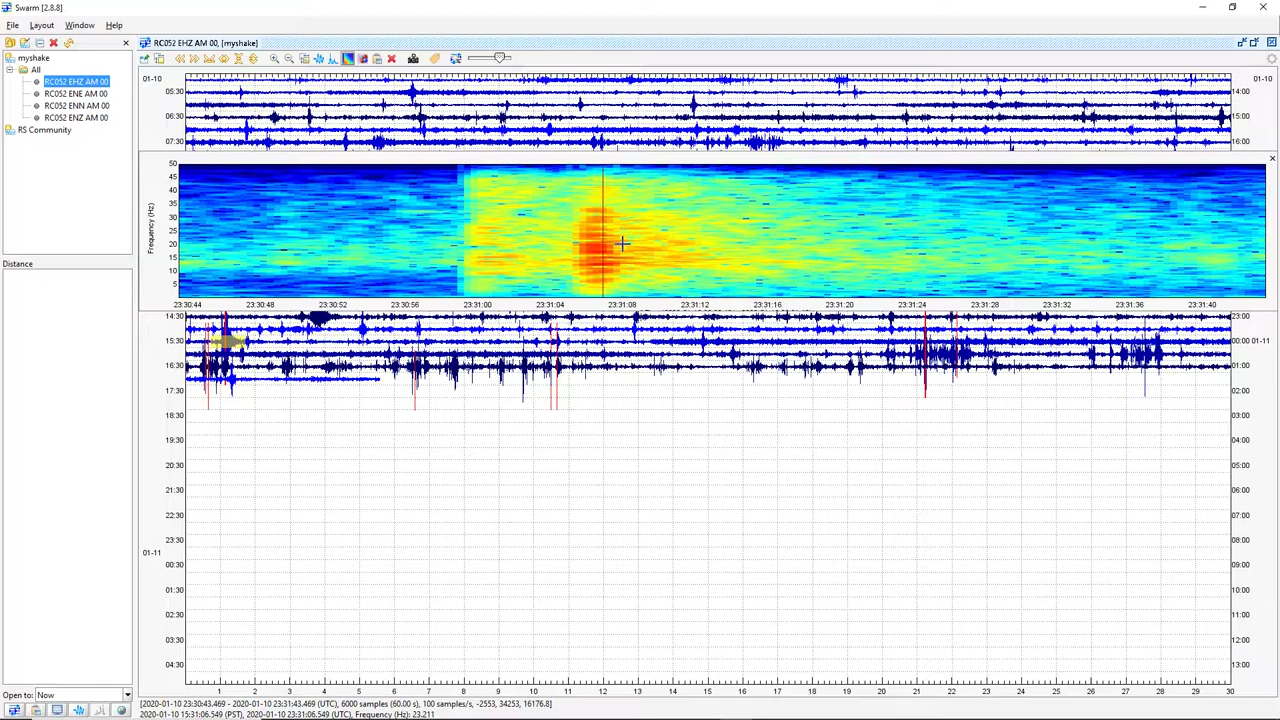 Swarm [2.8.8]
File Layout Window Help
RC052 EHZ AM 00, [myshake]
myshake
All
RC052 EHZ AM 00
RC052 ENE AM 00
RC052 ENN AM 00
RC052 ENZ AM 00
RS Community
Distance
Open to: Now
01-10 01-10
05:30 14:00
06:30 15:00
07:30 16:00
Frequency (Hz)
50
45
40
35
30
25
20
15
10
5
23:30:44 23:30:48 23:30:52 23:30:56 23:31:00 23:31:04 23:31:08 23:31:12 23:31:16 23:31:20 23:31:24 23:31:28 23:31:32 23:31:36 23:31:40
14:30 23:00
15:30 00:00 01-11
16:30 01:00
17:30 02:00
18:30 03:00
19:30 04:00
20:30 05:00
21:30 06:00
22:30 07:00
23:30 08:00
01-11
00:30 09:00
01:30 10:00
02:30 11:00
03:30 12:00
04:30 13:00
1 2 3 4 5 6 7 8 9 10 11 12 13 14 15 16 17 18 19 20 21 22 23 24 25 26 27 28 29 30
[2020-01-10 23:30:43.469 - 2020-01-10 23:31:43.469 (UTC), 6000 samples (60.00 s), 100 samples/s, -2553, 34253, 16176.8]
2020-01-10 15:31:06.549 (PST), 2020-01-10 23:31:06.549 (UTC), Frequency (Hz): 23.211